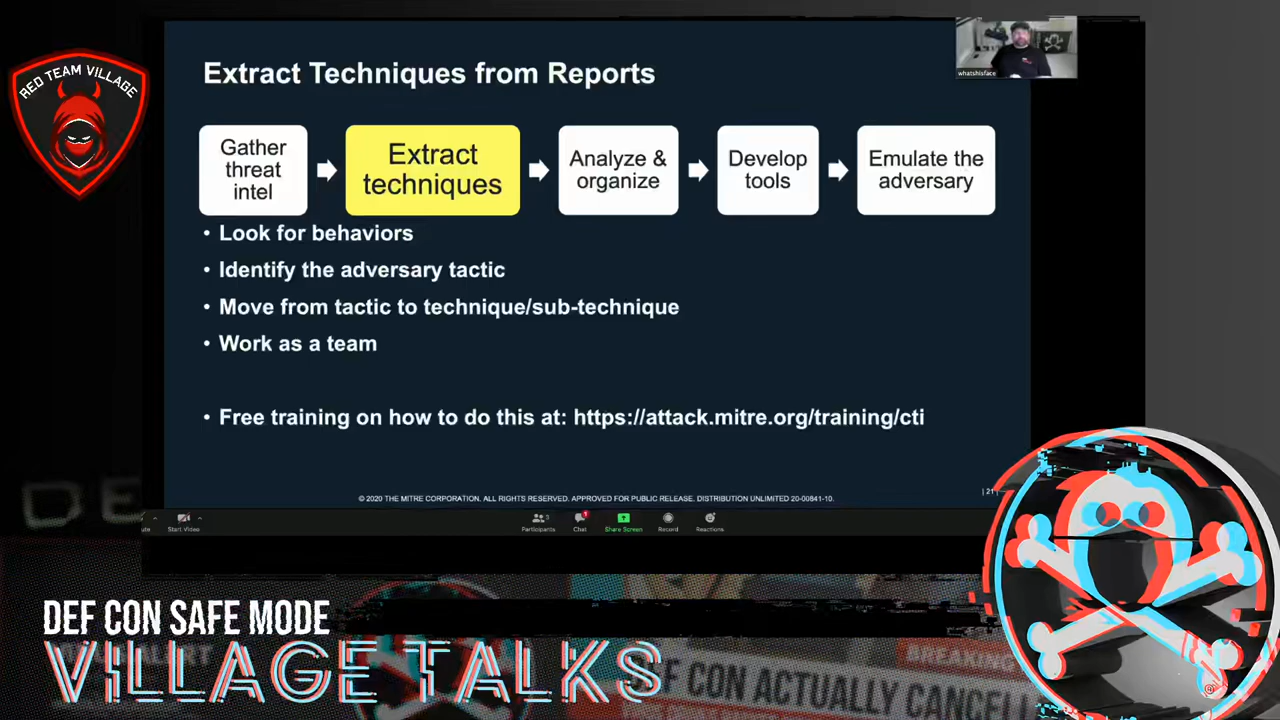 RED TEAM VILLAGE
whatshisface
Extract Techniques from Reports
Gather
threat
intel
Extract
techniques
Analyze &
organize
Develop
tools
Emulate the
adversary
• Look for behaviors
• Identify the adversary tactic
• Move from tactic to technique/sub-technique
• Work as a team
• Free training on how to do this at: https://attack.mitre.org/training/cti
© 2020 THE MITRE CORPORATION. ALL RIGHTS RESERVED. APPROVED FOR PUBLIC RELEASE. DISTRIBUTION UNLIMITED 20-00841-10.
| 21 |
Start Video
Participants
3
Chat
1
Share Screen
Record
Reactions
DEF CON SAFE MODE
VILLAGE TALKS
BREAKING
DEF CON ACTUALLY CANCEL